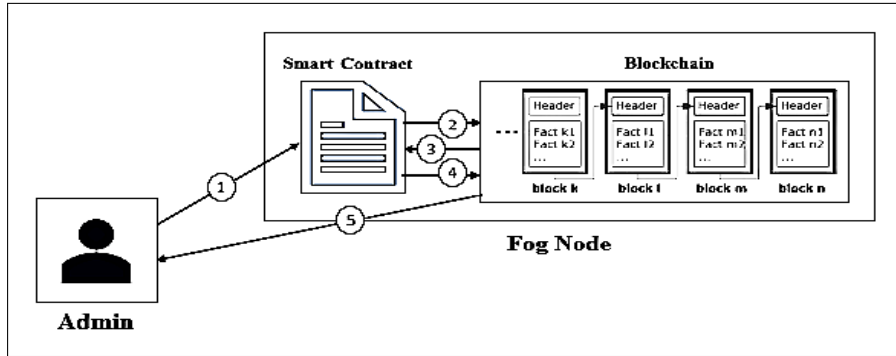 Smart Contract
Blockchain
Header
Header
Header
Header
Fact k1
Fact k2
...
Fact l1
Fact l2
...
Fact m1
Fact m2
...
Fact n1
Fact n2
...
block k
block l
block m
block n
1
2
3
4
5
Fog Node
Admin